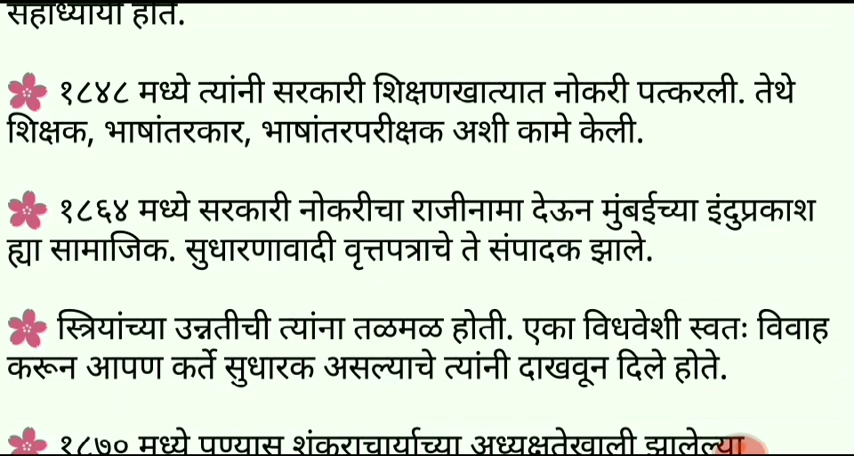 सहाध्यायी होते.
१८४८ मध्ये त्यांनी सरकारी शिक्षणखात्यात नोकरी पत्करली. तेथे
शिक्षक, भाषांतरकार, भाषांतरपरीक्षक अशी कामे केली.
१८६४ मध्ये सरकारी नोकरीचा राजीनामा देऊन मुंबईच्या इंदुप्रकाश
ह्या सामाजिक. सुधारणावादी वृत्तपत्राचे ते संपादक झाले.
स्त्रियांच्या उन्नतीची त्यांना तळमळ होती. एका विधवेशी स्वतः विवाह
करून आपण कर्ते सुधारक असल्याचे त्यांनी दाखवून दिले होते.
१८७० मध्ये पुण्यास शंकराचार्यांच्या अध्यक्षतेखाली झालेल्या